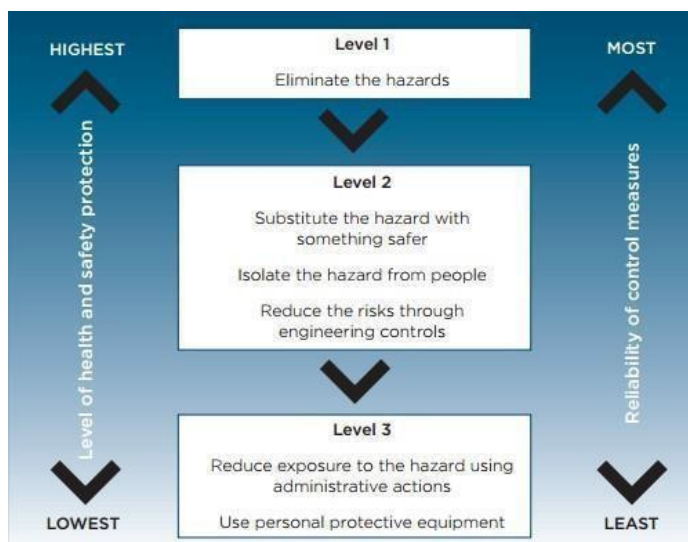 HIGHEST
Level 1
MOST
Eliminate the hazards
Level of health and safety protection
Reliability of control measures
Level 2
Substitute the hazard with
something safer
Isolate the hazard from people
Reduce the risks through
engineering controls
Level 3
Reduce exposure to the hazard using
administrative actions
Use personal protective equipment
LOWEST
LEAST